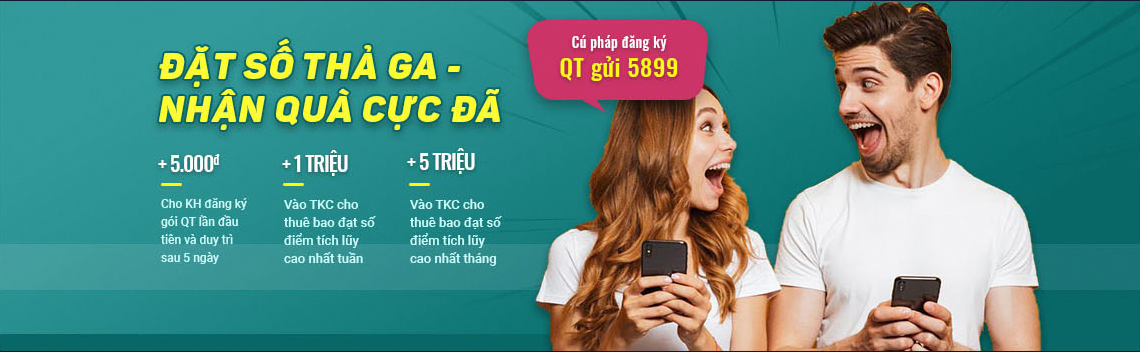 Cú pháp đăng ký
QT gửi 5899
ĐẶT SỐ THẢ GA -
NHẬN QUÀ CỰC ĐÃ
+ 5.000đ
Cho KH đăng ký
gói QT lần đầu
tiên và duy trì
sau 5 ngày
+ 1 TRIỆU
Vào TKC cho
thuê bao đạt số
điểm tích lũy
cao nhất tuần
+ 5 TRIỆU
Vào TKC cho
thuê bao đạt số
điểm tích lũy
cao nhất tháng